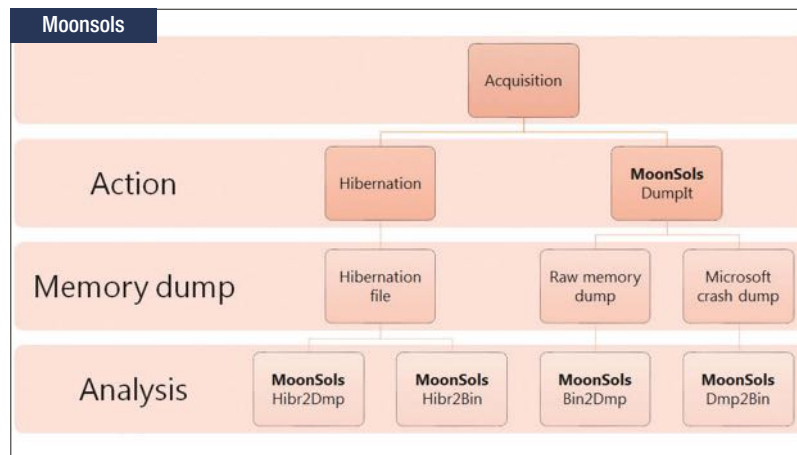 Moonsols
Acquisition
Action
Hibernation
MoonSols
DumpIt
Memory dump
Hibernation
file
Raw memory
dump
Microsoft
crash dump
Analysis
MoonSols
Hibr2Dmp
MoonSols
Hibr2Bin
MoonSols
Bin2Dmp
MoonSols
Dmp2Bin